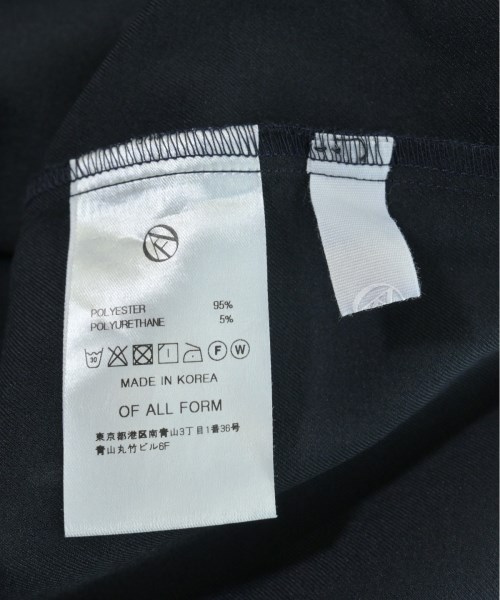 POLYESTER 95%
POLYURETHANE 5%
30 F W
MADE IN KOREA
OF ALL FORM
東京都港区南青山3丁目1番36号
青山丸竹ビル6F